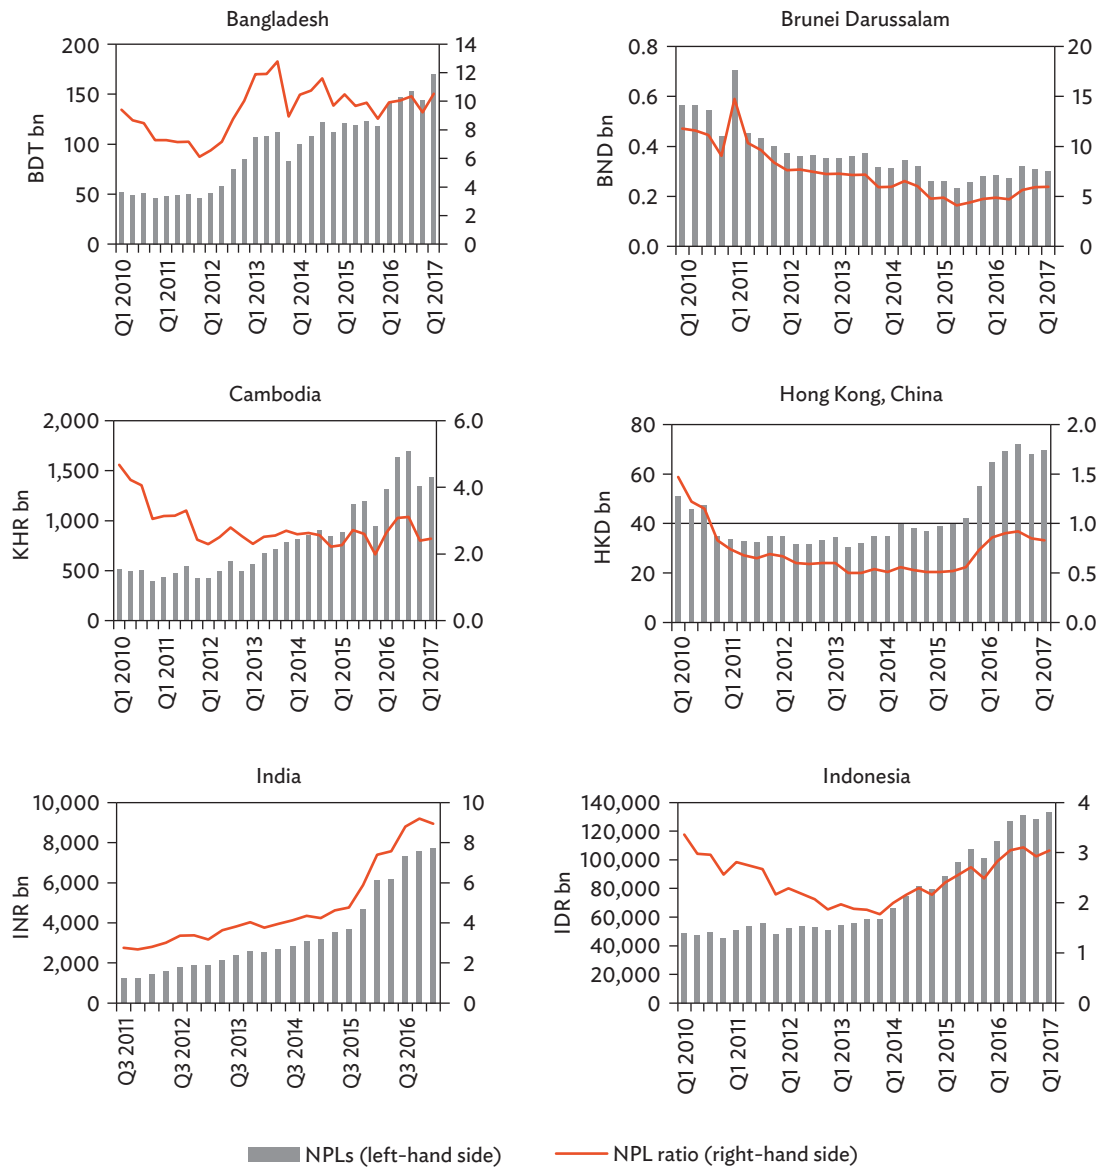 Bangladesh
BDT bn
200
150
100
50
0
14
12
10
8
6
4
2
0
Q1 2010
Q1 2011
Q1 2012
Q1 2013
Q1 2014
Q1 2015
Q1 2016
Q1 2017
Brunei Darussalam
BND bn
0.8
0.6
0.4
0.2
0.0
20
15
10
5
0
Q1 2010
Q1 2011
Q1 2012
Q1 2013
Q1 2014
Q1 2015
Q1 2016
Q1 2017
Cambodia
KHR bn
2,000
1,500
1,000
500
0
6.0
4.0
2.0
0.0
Q1 2010
Q1 2011
Q1 2012
Q1 2013
Q1 2014
Q1 2015
Q1 2016
Q1 2017
Hong Kong, China
HKD bn
80
60
40
20
0
2.0
1.5
1.0
0.5
0.0
Q1 2010
Q1 2011
Q1 2012
Q1 2013
Q1 2014
Q1 2015
Q1 2016
Q1 2017
India
INR bn
10,000
8,000
6,000
4,000
2,000
0
10
8
6
4
2
0
Q3 2011
Q3 2012
Q3 2013
Q3 2014
Q3 2015
Q3 2016
Indonesia
IDR bn
140,000
120,000
100,000
80,000
60,000
40,000
20,000
0
4
3
2
1
0
Q1 2010
Q1 2011
Q1 2012
Q1 2013
Q1 2014
Q1 2015
Q1 2016
Q1 2017
NPLs (left-hand side)
NPL ratio (right-hand side)